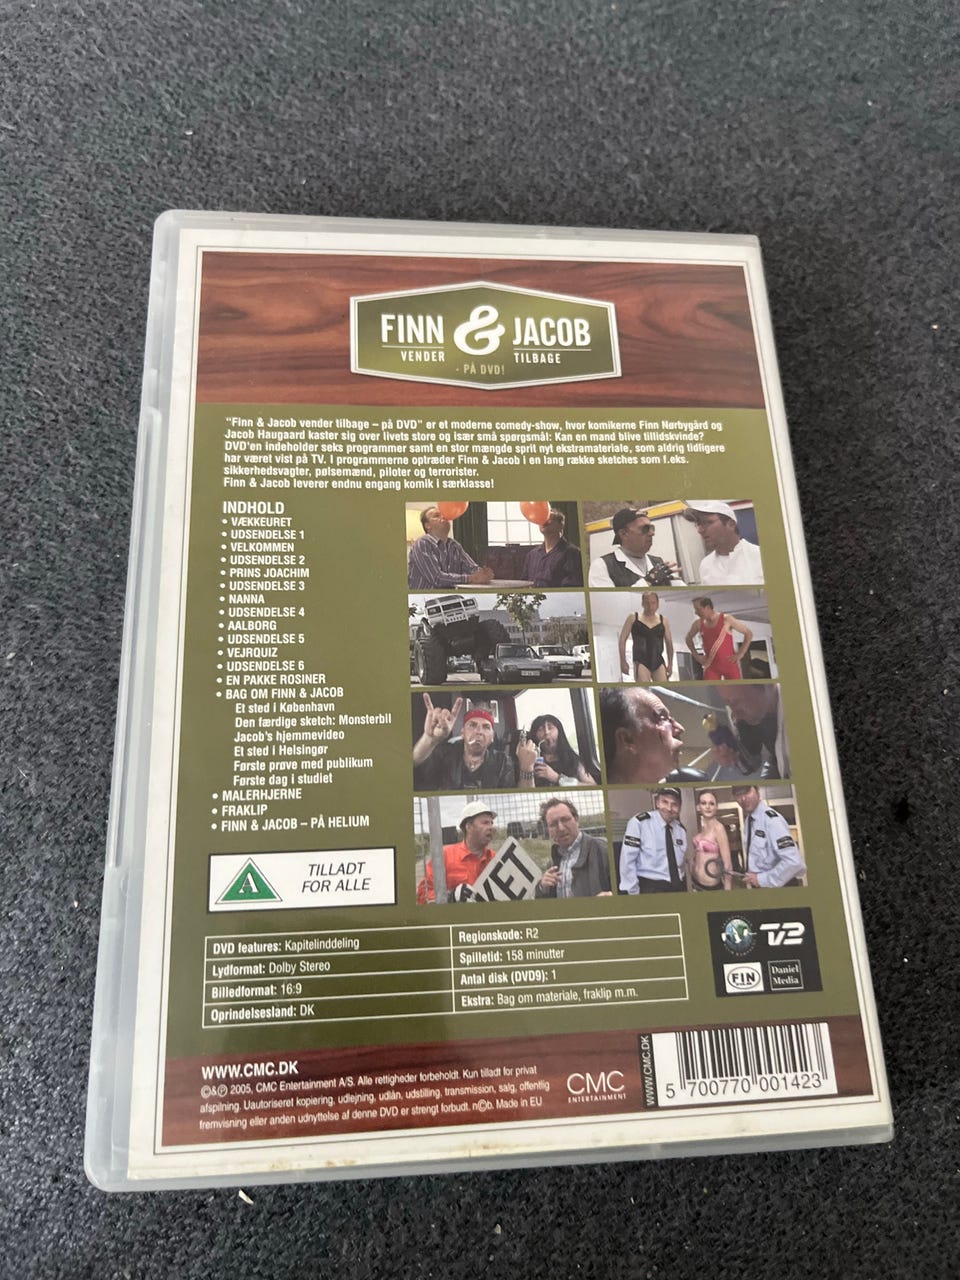 FINN & JACOB
VENDER TILBAGE
- PÅ DVD!
"Finn & Jacob vender tilbage – på DVD" er et moderne comedy-show, hvor komikerne Finn Nørbygård og
Jacob Haugaard kaster sig over livets store og især små spørgsmål: Kan en mand blive tillidskvinde?
DVD'en indeholder seks programmer samt en stor mængde spril nyt ekstramateriale, som aldrig tidligere
har været vist på TV. I programmerne optræder Finn & Jacob i en lang række sketches som f.eks.
sikkerhedsvagter, pølsemænd, piloter og terrorister.
Finn & Jacob leverer endnu engang komik i særklasse!
INDHOLD
• VÆKKEURET
• UDSENDELSE 1
• VELKOMMEN
• UDSENDELSE 2
• PRINS JOACHIM
• UDSENDELSE 3
• NANNA
• UDSENDELSE 4
• AALBORG
• UDSENDELSE 5
• VEJRQUIZ
• UDSENDELSE 6
• EN PAKKE ROSINER
• BAG OM FINN & JACOB
Et sted i København
Den færdige sketch: Monsterbil
Jacob's hjemmevideo
Et sted i Helsingør
Første prøve med publikum
Første dag i studiet
• MALERHJERNE
• FRAKLIP
• FINN & JACOB – PÅ HELIUM
KET
A
TILLADT
FOR ALLE
DVD features: Kapitelinddeling
Lydformat: Dolby Stereo
Billedformat: 16:9
Oprindelsesland: DK
Regionskode: R2
Spilletid: 158 minutter
Antal disk (DVD9): 1
Ekstra: Bag om materiale, fraklip m.m.
TV2
FIN
Daniel
Media
WWW.CMC.DK
©&℗ 2005, CMC Entertainment A/S. Alle rettigheder forbeholdt. Kun tilladt for privat
afspilning. Uautoriseret kopiering, udlejning, udlån, udstilling, transmission, salg, offentlig
fremvisning eller anden udnyttelse af denne DVD er strengt forbudt. n©b. Made in EU
CMC
ENTERTAINMENT
WWW.CMC.DK
5 700770 001423